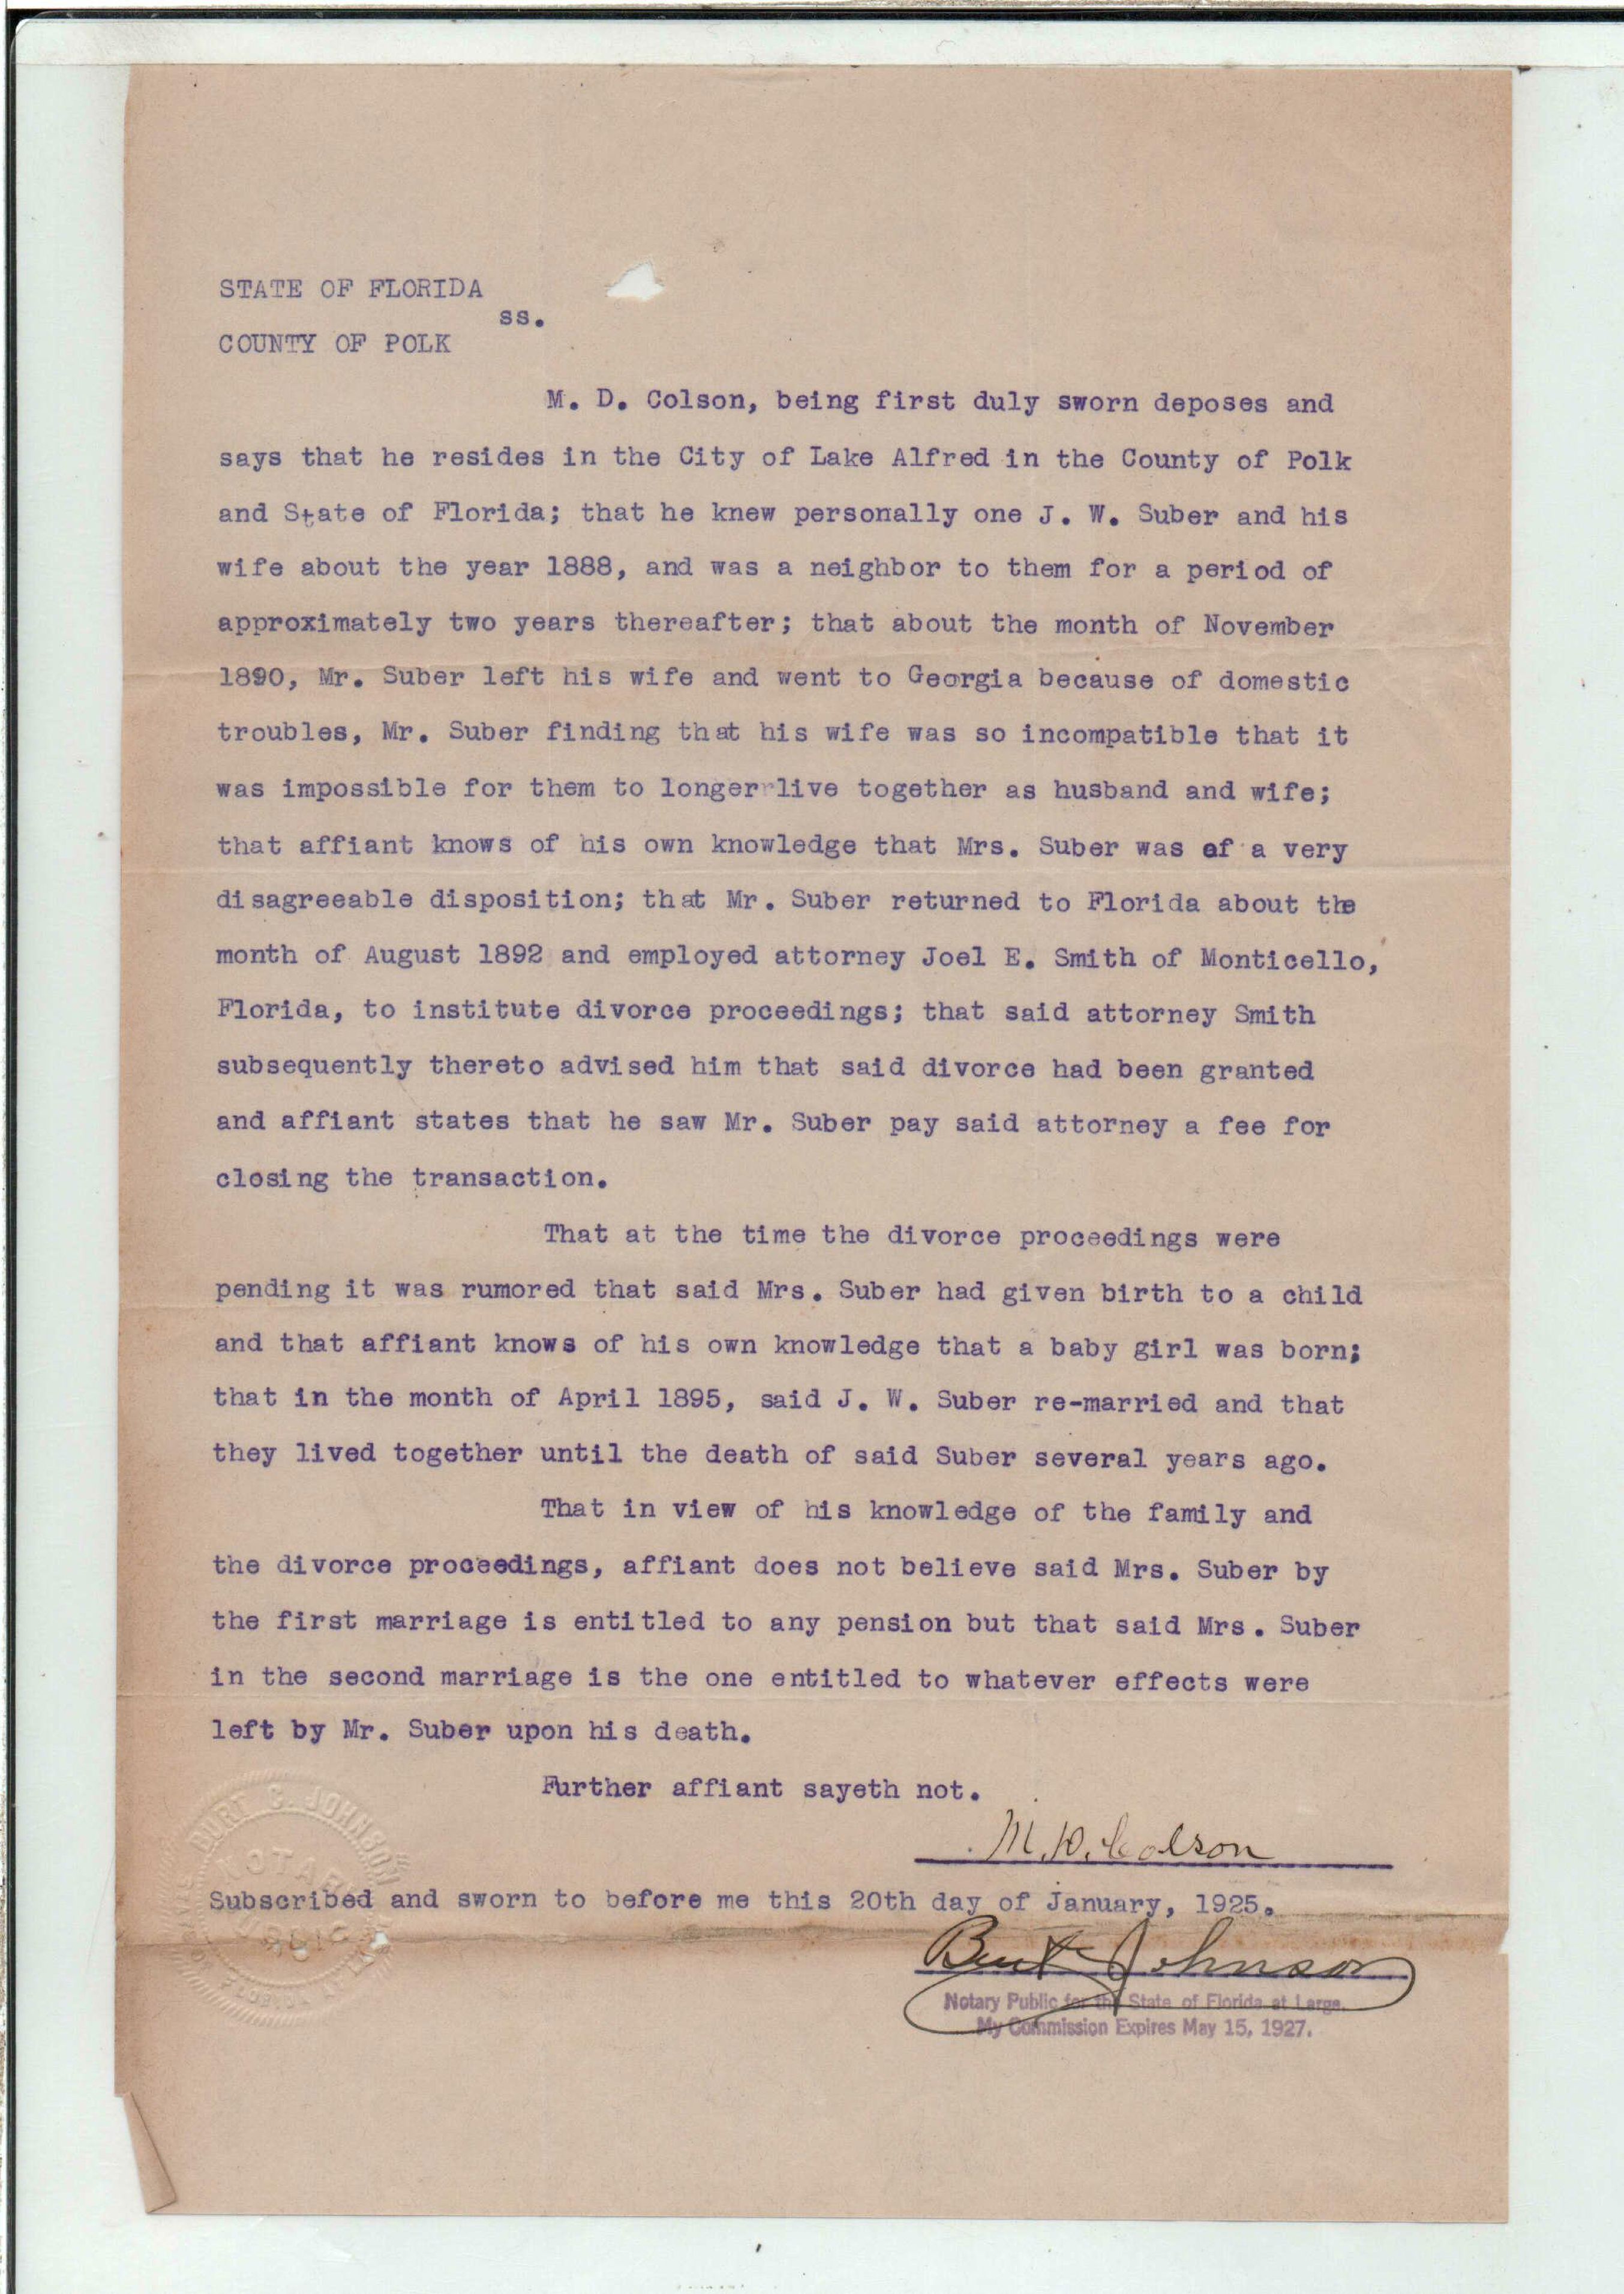 STATE OF FLORIDA
ss.
COUNTY OF POLK
M. D. Colson, being first duly sworn deposes and
says that he resides in the City of Lake Alfred in the County of Polk
and State of Florida; that he knew personally one J. W. Suber and his
wife about the year 1888, and was a neighbor to them for a period of
approximately two years thereafter; that about the month of November
1890, Mr. Suber left his wife and went to Georgia because of domestic
troubles, Mr. Suber finding that his wife was so incompatible that it
was impossible for them to longer live together as husband and wife;
that affiant knows of his own knowledge that Mrs. Suber was of a very
disagreeable disposition; that Mr. Suber returned to Florida about the
month of August 1892 and employed attorney Joel E. Smith of Monticello,
Florida, to institute divorce proceedings; that said attorney Smith
subsequently thereto advised him that said divorce had been granted
and affiant states that he saw Mr. Suber pay said attorney a fee for
closing the transaction.
That at the time the divorce proceedings were
pending it was rumored that said Mrs. Suber had given birth to a child
and that affiant knows of his own knowledge that a baby girl was born;
that in the month of April 1895, said J. W. Suber re-married and that
they lived together until the death of said Suber several years ago.
That in view of his knowledge of the family and
the divorce proceedings, affiant does not believe said Mrs. Suber by
the first marriage is entitled to any pension but that said Mrs. Suber
in the second marriage is the one entitled to whatever effects were
left by Mr. Suber upon his death.
Further affiant sayeth not.
M. D. Colson
Subscribed and sworn to before me this 20th day of January, 1925.
Burt C. Johnson
Notary Public for the State of Florida at Large.
My Commission Expires May 15, 1927.
BURT C. JOHNSON
NOTARY
PUBLIC
FLORIDA